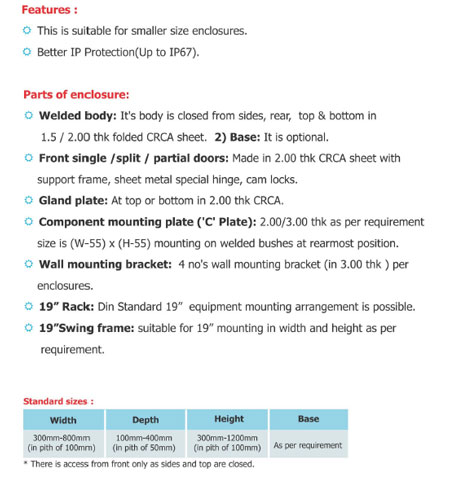 Features :
This is suitable for smaller size enclosures.
Better IP Protection(Up to IP67).
Parts of enclosure:
Welded body: It's body is closed from sides, rear, top & bottom in
1.5 / 2.00 thk folded CRCA sheet. 2) Base: It is optional.
Front single /split / partial doors: Made in 2.00 thk CRCA sheet with
support frame, sheet metal special hinge, cam locks.
Gland plate: At top or bottom in 2.00 thk CRCA.
Component mounting plate ('C' Plate): 2.00/3.00 thk as per requirement
size is (W-55) x (H-55) mounting on welded bushes at rearmost position.
Wall mounting bracket: 4 no's wall mounting bracket (in 3.00 thk ) per
enclosures.
19” Rack: Din Standard 19” equipment mounting arrangement is possible.
19”Swing frame: suitable for 19” mounting in width and height as per
requirement.
Standard sizes :
Width Depth Height Base
300mm-800mm 100mm-400mm 300mm-1200mm As per requirement
(in pith of 100mm) (in pith of 50mm) (in pith of 100mm)
* There is access from front only as sides and top are closed.